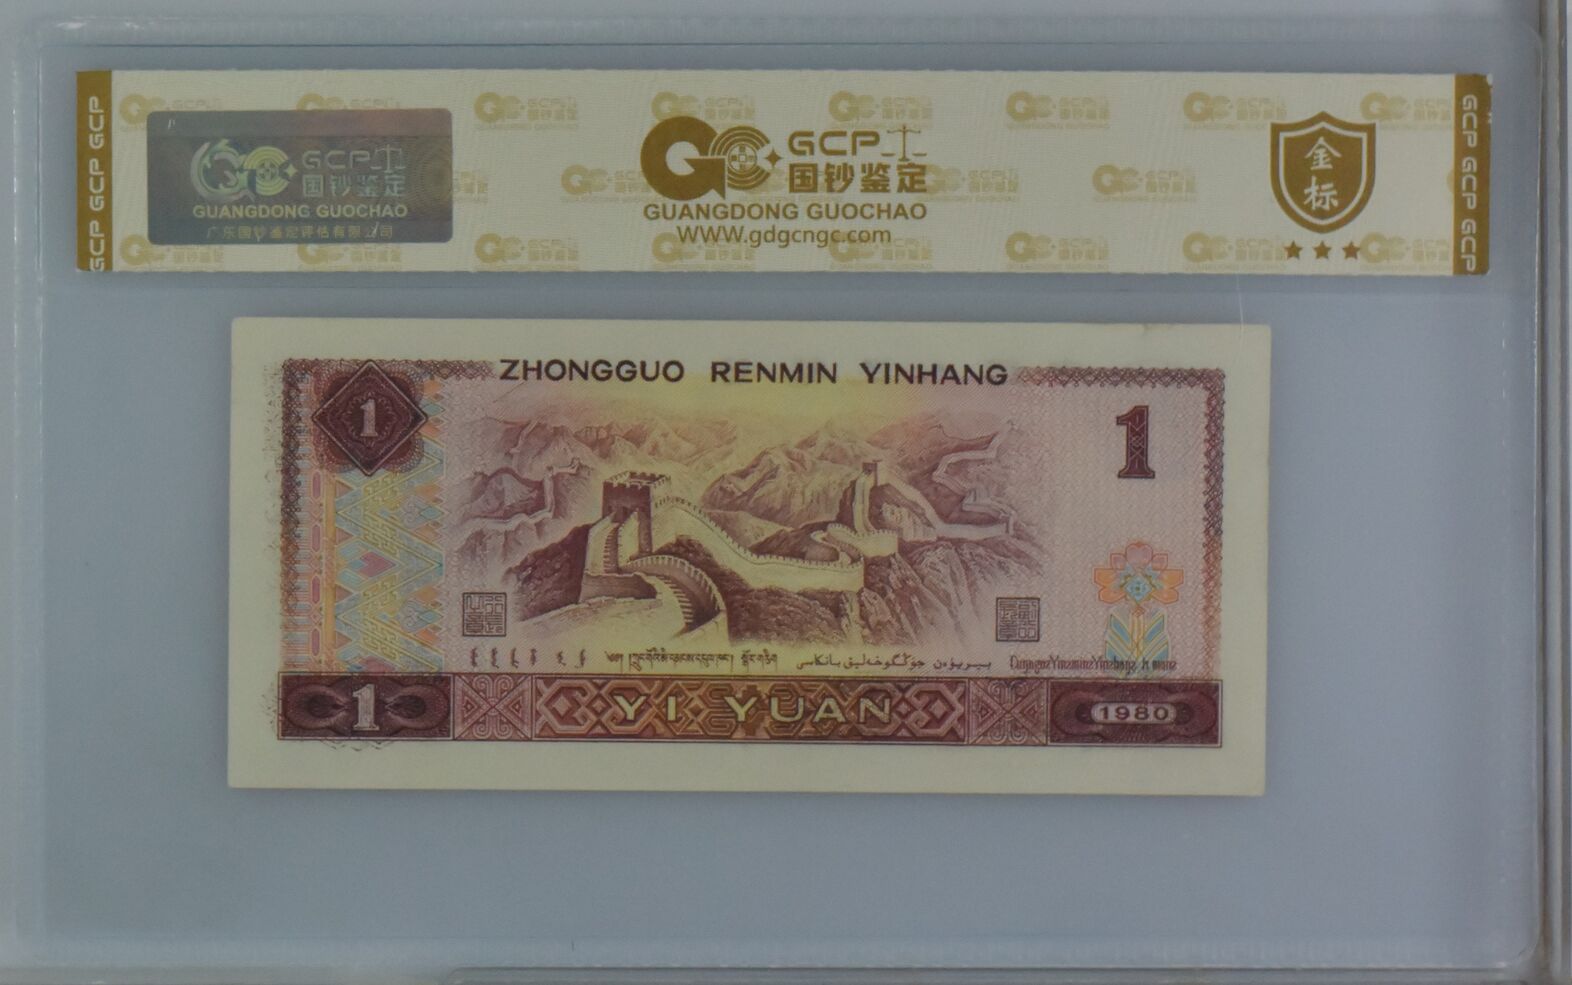 GCP GCP GCP
GCP
国钞鉴定
GUANGDONG GUOCHAO
广东国钞鉴定评估有限公司
GCP
国钞鉴定
GUANGDONG GUOCHAO
WWW.gdgcngc.com
金
标
GCP GCP GCP
ZHONGGUO RENMIN YINHANG
1
1
1
YI YUAN
1980